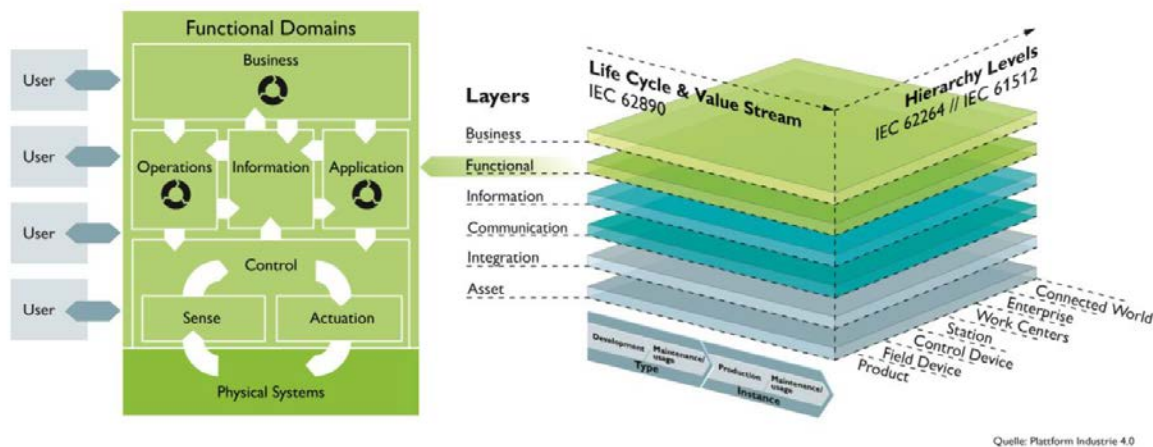 Functional Domains
Business
User
User
Operations
Information
Application
User
Control
User
Sense
Actuation
Physical Systems
Life Cycle & Value Stream
IEC 62890
Hierarchy Levels
IEC 62264 // IEC 61512
Layers
Business
Functional
Information
Communication
Integration
Asset
Development
Maintenance/
usage
Type
Production
Maintenance/
usage
Instance
Connected World
Enterprise
Work Centers
Station
Control Device
Field Device
Product
Quelle: Plattform Industrie 4.0